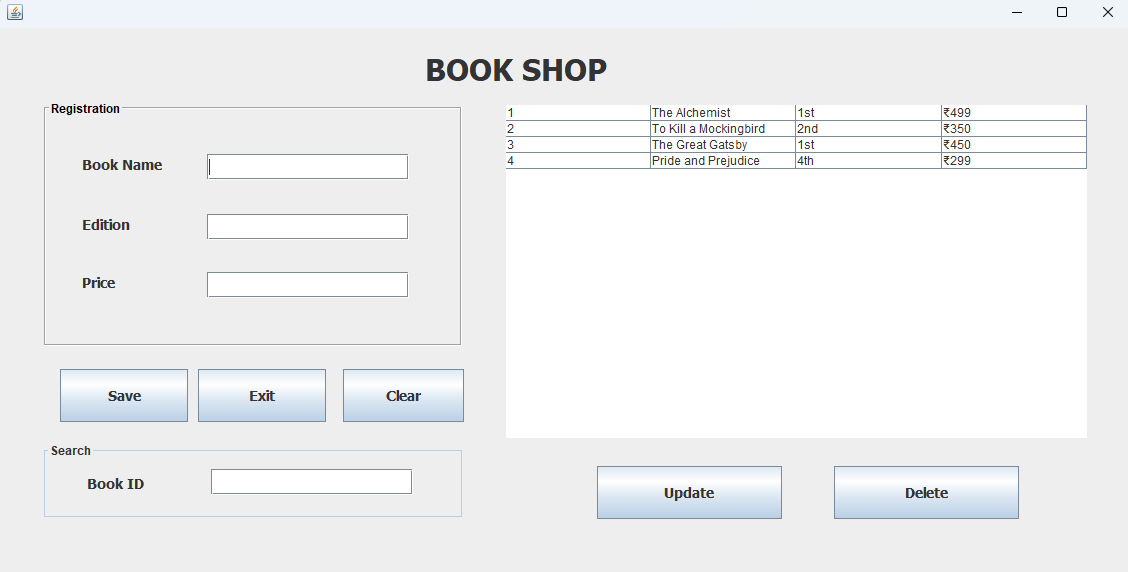 BOOK SHOP
Registration
Book Name
Edition
Price
Save Exit Clear
Search
Book ID
1 The Alchemist 1st ₹499
2 To Kill a Mockingbird 2nd ₹350
3 The Great Gatsby 1st ₹450
4 Pride and Prejudice 4th ₹299
Update Delete